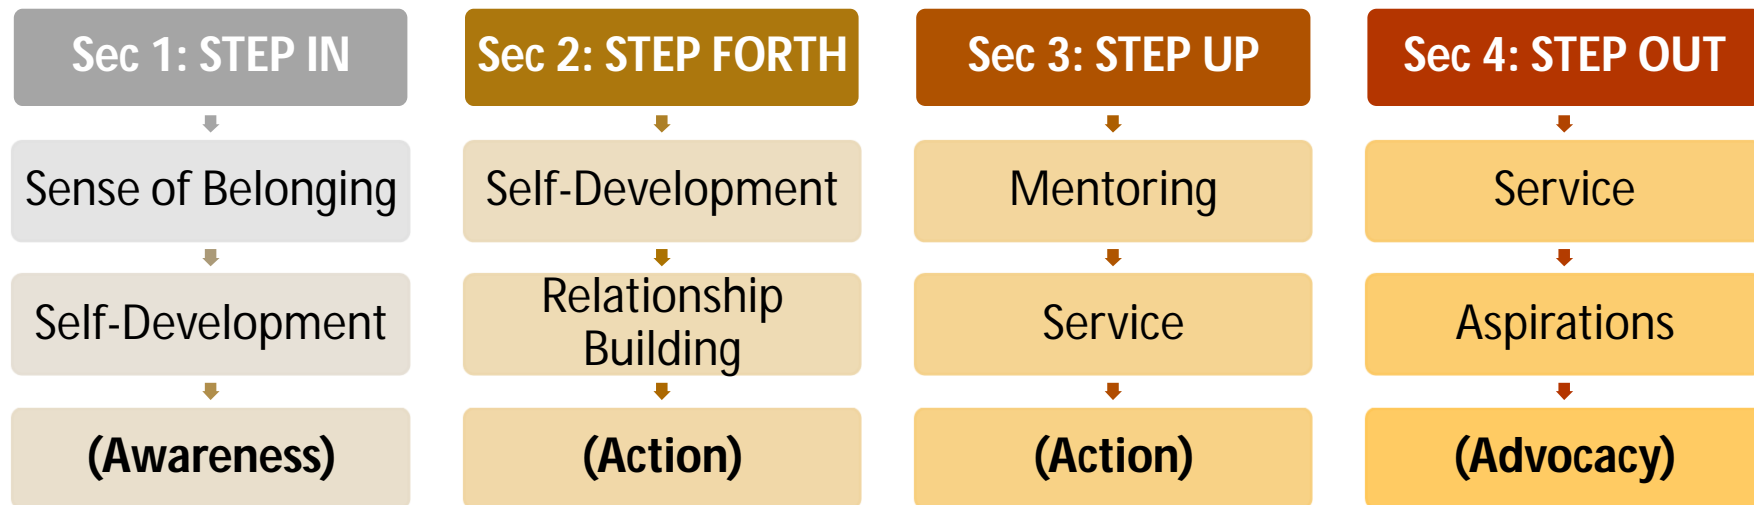 Sec 1: STEP IN
Sense of Belonging
Self-Development
(Awareness)
Sec 2: STEP FORTH
Self-Development
Relationship
Building
(Action)
Sec 3: STEP UP
Mentoring
Service
(Action)
Sec 4: STEP OUT
Service
Aspirations
(Advocacy)